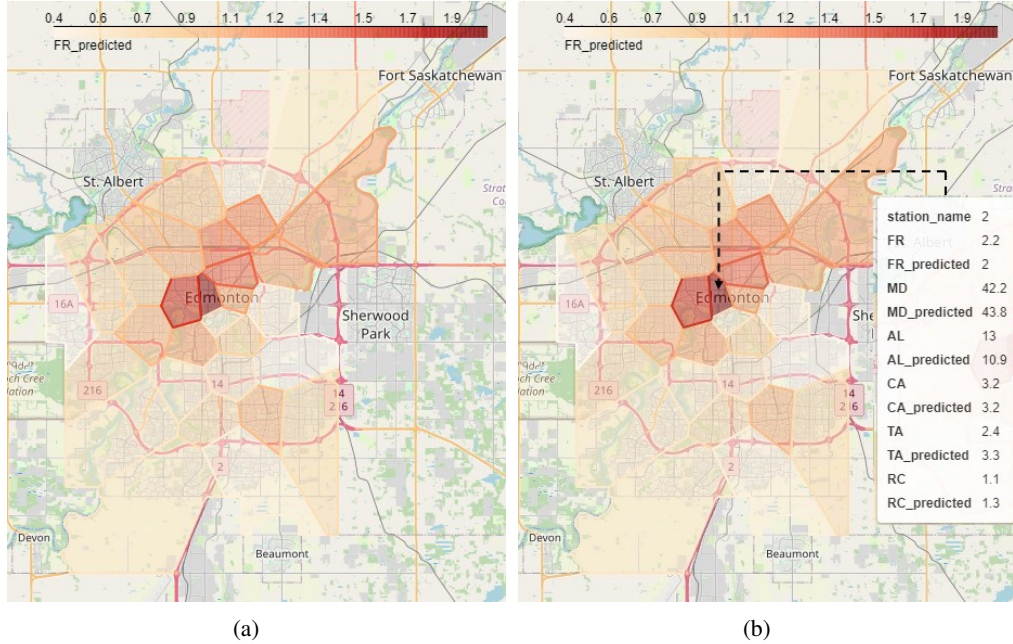 0.4 0.6 0.7 0.9 1.1 1.2 1.4 1.5 1.7 1.9
FR_predicted
Fort Saskatchewan
St. Albert
16A
Edmonton
Sherwood
Park
216
14
14
216
2
Devon
Beaumont
(a)
0.4 0.6 0.7 0.9 1.1 1.2 1.4 1.5 1.7 1.9
FR_predicted
Fort Saskatchewan
St. Albert
16A
Edmonton
216
14
14
216
2
Devon
Beaumont
station_name 2
FR 2.2
FR_predicted 2
MD 42.2
MD_predicted 43.8
AL 13
AL_predicted 10.9
CA 3.2
CA_predicted 3.2
TA 2.4
TA_predicted 3.3
RC 1.1
RC_predicted 1.3
(b)